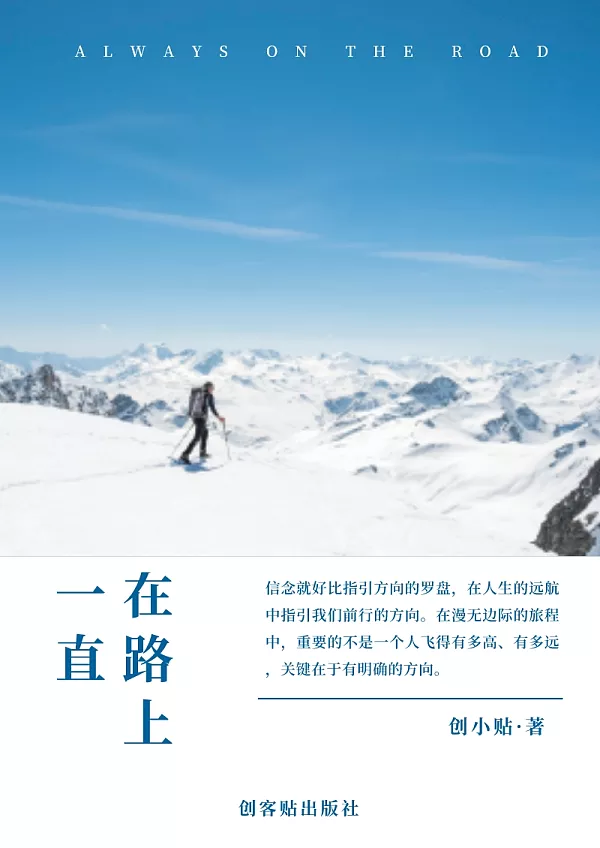 ALWAYS ON THE ROAD
一直
在路上
信念就好比指引方向的罗盘，在人生的远航
中指引我们前行的方向。在漫无边际的旅程
中，重要的不是一个人飞得有多高、有多远
，关键在于有明确的方向。
创小贴·著
创客贴出版社